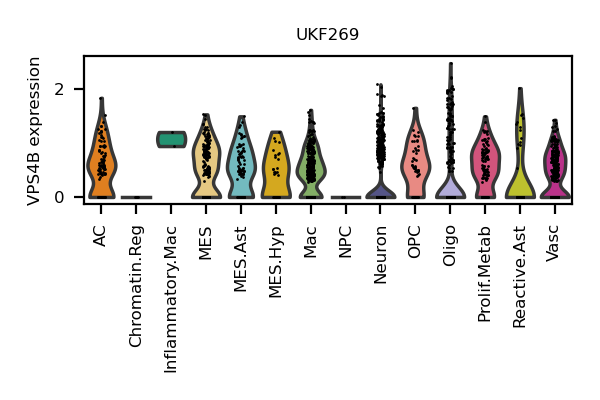 UKF269
VPS4B expression
2
0
AC
Chromatin.Reg
Inflammatory.Mac
MES
MES.Ast
MES.Hyp
Mac
NPC
Neuron
OPC
Oligo
Prolif.Metab
Reactive.Ast
Vasc